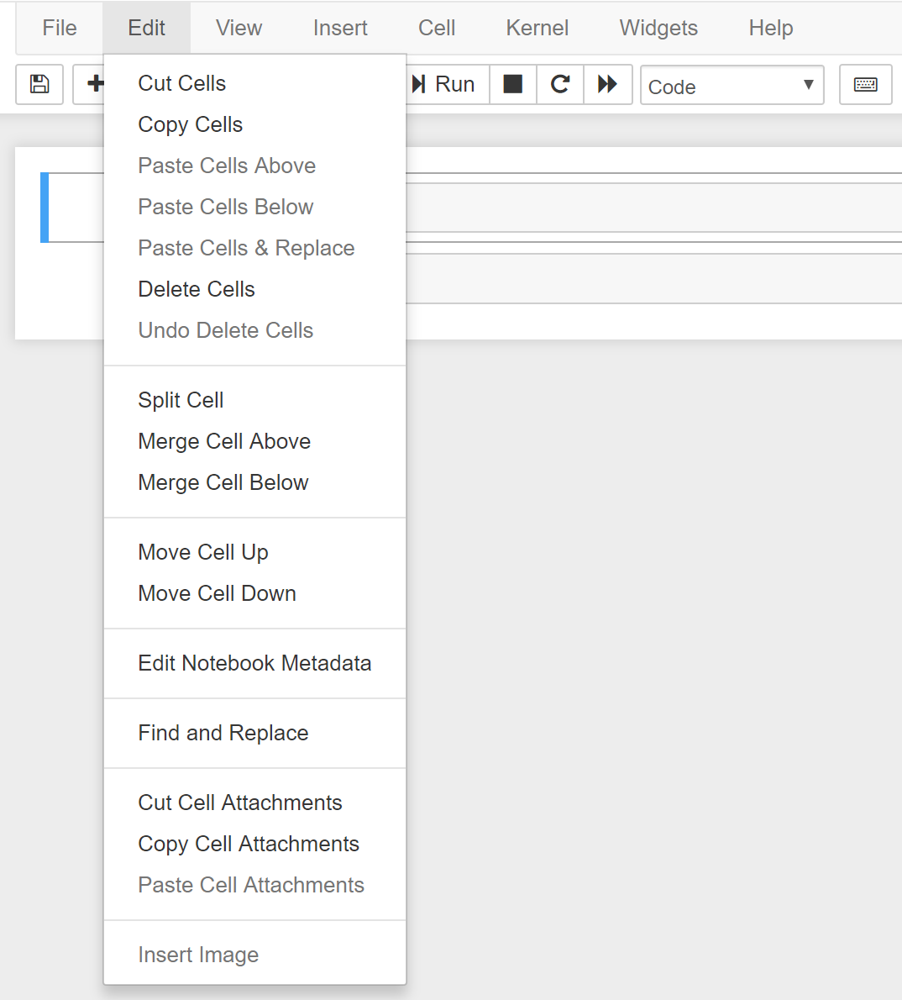 File Edit View Insert Cell Kernel Widgets Help
Run Code
Cut Cells
Copy Cells
Paste Cells Above
Paste Cells Below
Paste Cells & Replace
Delete Cells
Undo Delete Cells
Split Cell
Merge Cell Above
Merge Cell Below
Move Cell Up
Move Cell Down
Edit Notebook Metadata
Find and Replace
Cut Cell Attachments
Copy Cell Attachments
Paste Cell Attachments
Insert Image